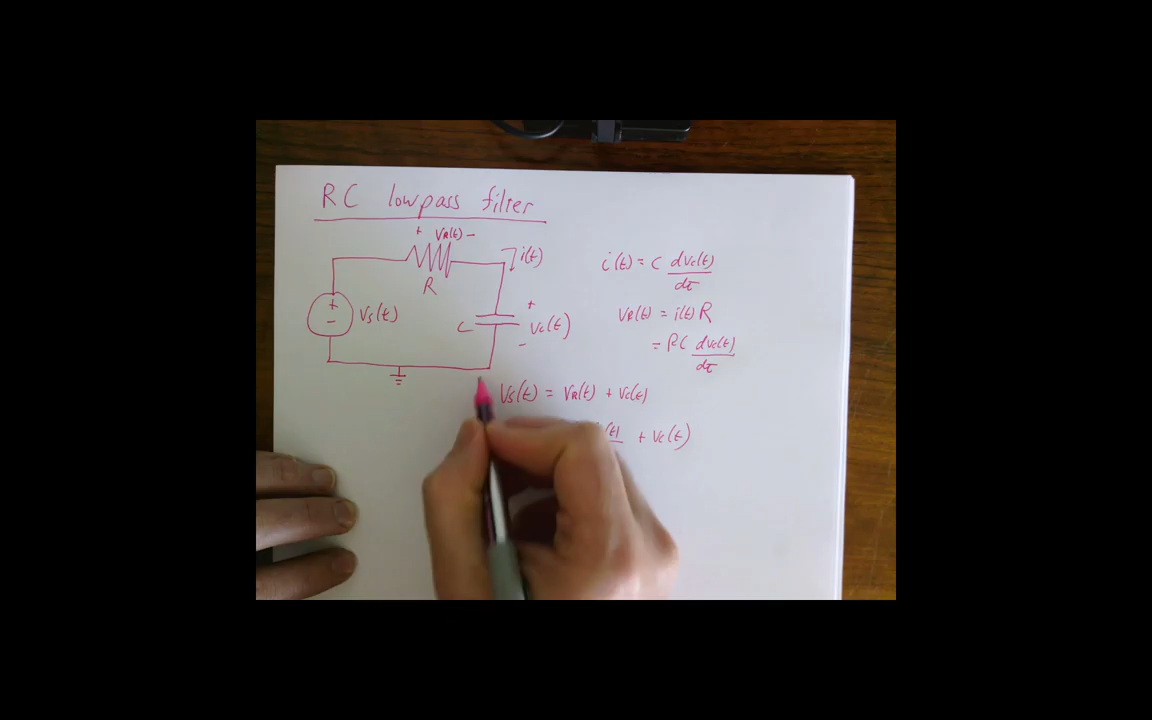 RC lowpass filter
+ VR(t) −
i(t)
R
+
−
Vs(t)
C
+
Vc(t)
−
i(t) = C dvc(t)/dt
VR(t) = i(t) R
= RC dvc(t)/dt
Vs(t) = VR(t) + Vc(t)
(t) + Vc(t)